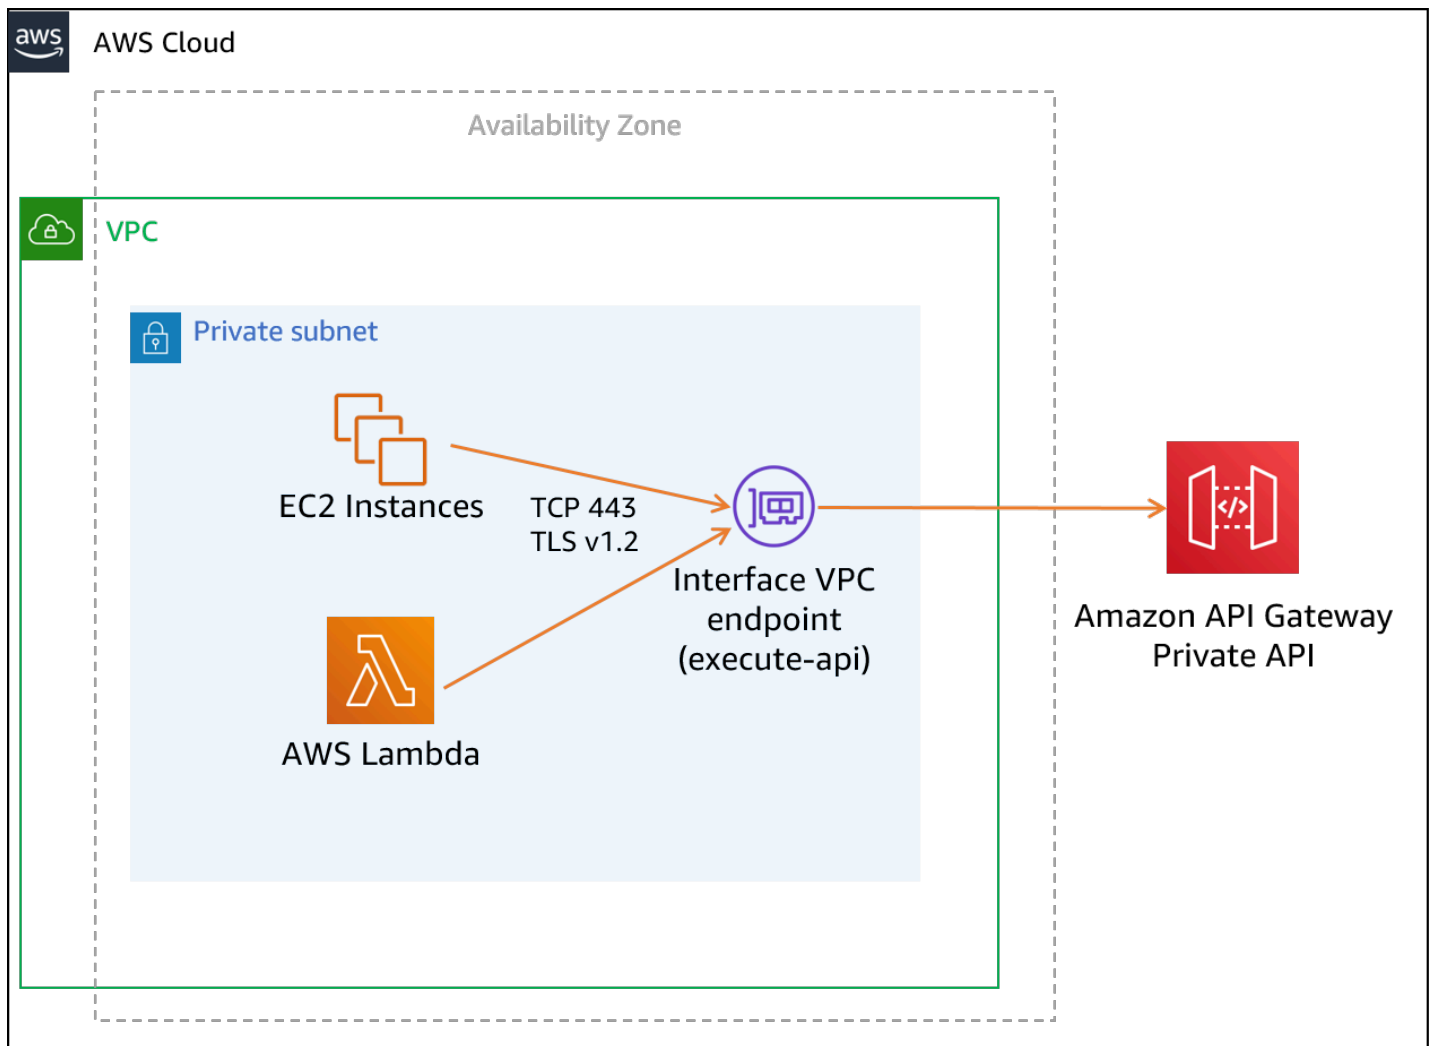 aws
AWS Cloud
Availability Zone
VPC
Private subnet
EC2 Instances
TCP 443
TLS v1.2
Interface VPC
endpoint
(execute-api)
</>
Amazon API Gateway
Private API
AWS Lambda